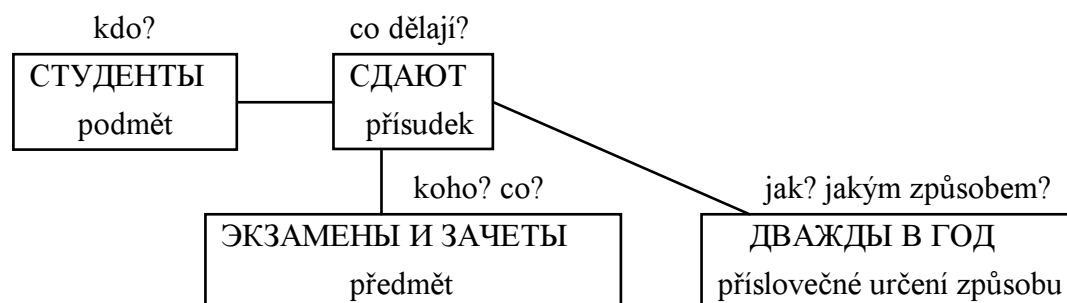 kdo? co dělají?
СТУДЕНТЫ СДАЮТ
podmět přísudek
koho? co? jak? jakým způsobem?
ЭКЗАМЕНЫ И ЗАЧЕТЫ ДВАЖДЫ В ГОД
předmět příslovečné určení způsobu